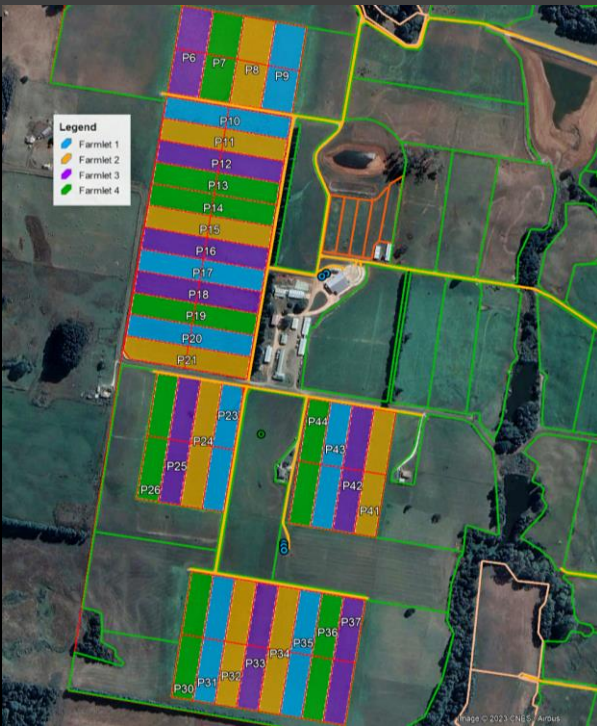 P6
P7
P8
P9
Legend
Farmlet 1
Farmlet 2
Farmlet 3
Farmlet 4
P10
P11
P12
P13
P14
P15
P16
P17
P18
P19
P20
P21
P23
P24
P25
P26
P44
P43
P42
P41
P30
P31
P32
P33
P34
P35
P36
P37
Image © 2023 CNES / Airbus